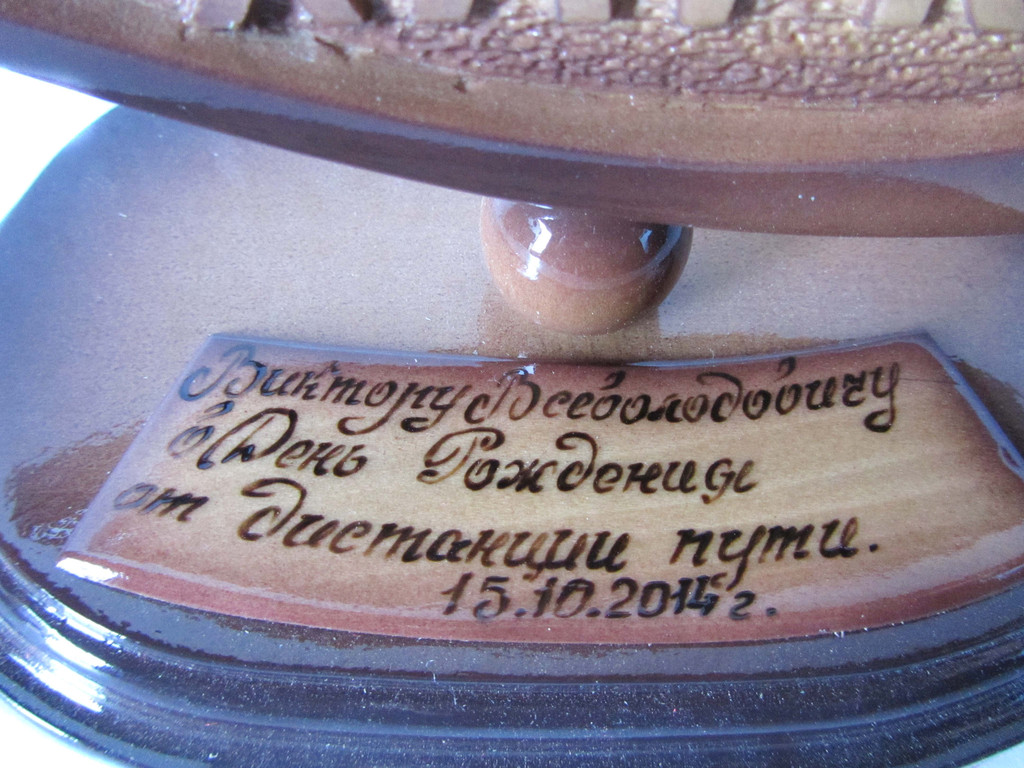 Виктору Всеволодовичу
в День Рождения
от Дистанции пути.
15.10.2014 г.